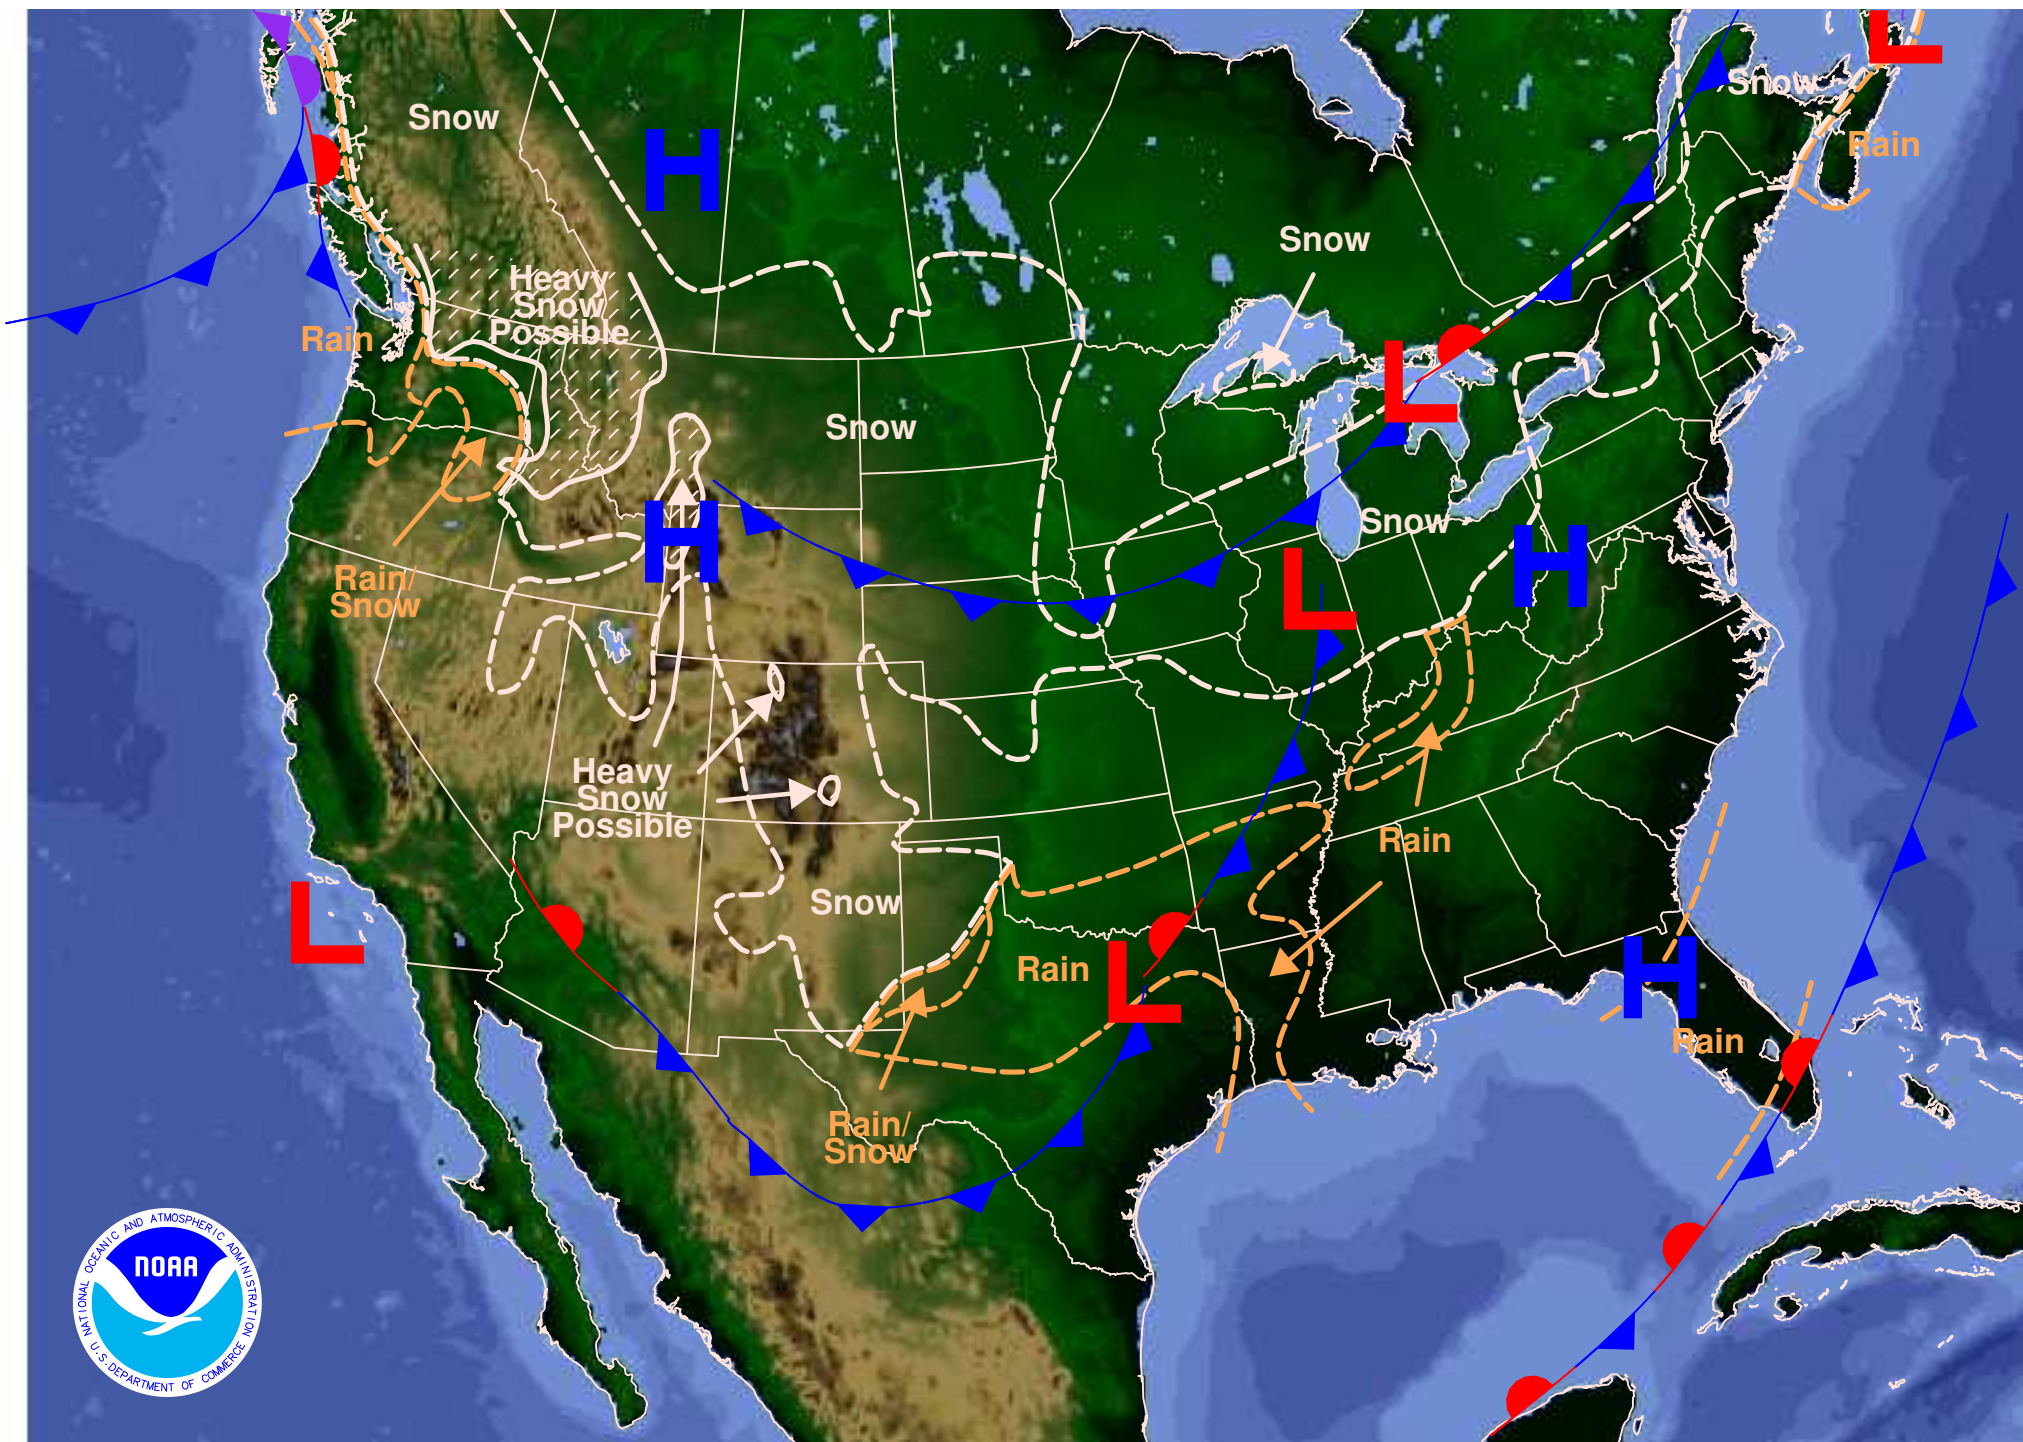 L
Snow
Snow
H
Rain
Snow
Heavy
Snow
Possible
Rain
L
Snow
Snow
H
H
Rain/
Snow
L
Heavy
Snow
Possible
Rain
Snow
L
Rain
L
H
Rain
Rain/
Snow
NATIONAL OCEANIC AND ATMOSPHERIC ADMINISTRATION
NOAA
U.S. DEPARTMENT OF COMMERCE